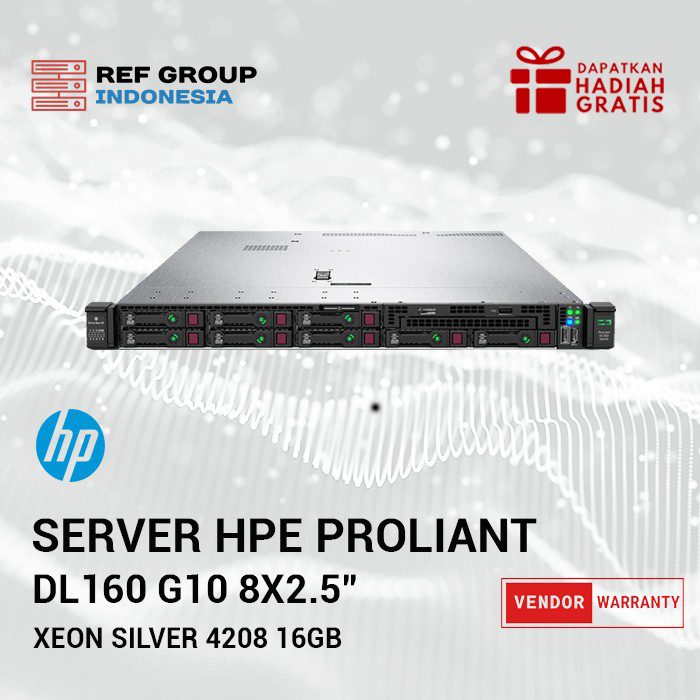 REF GROUP
INDONESIA
DAPATKAN
HADIAH
GRATIS
hp
SERVER HPE PROLIANT
DL160 G10 8X2.5"
XEON SILVER 4208 16GB
VENDOR WARRANTY